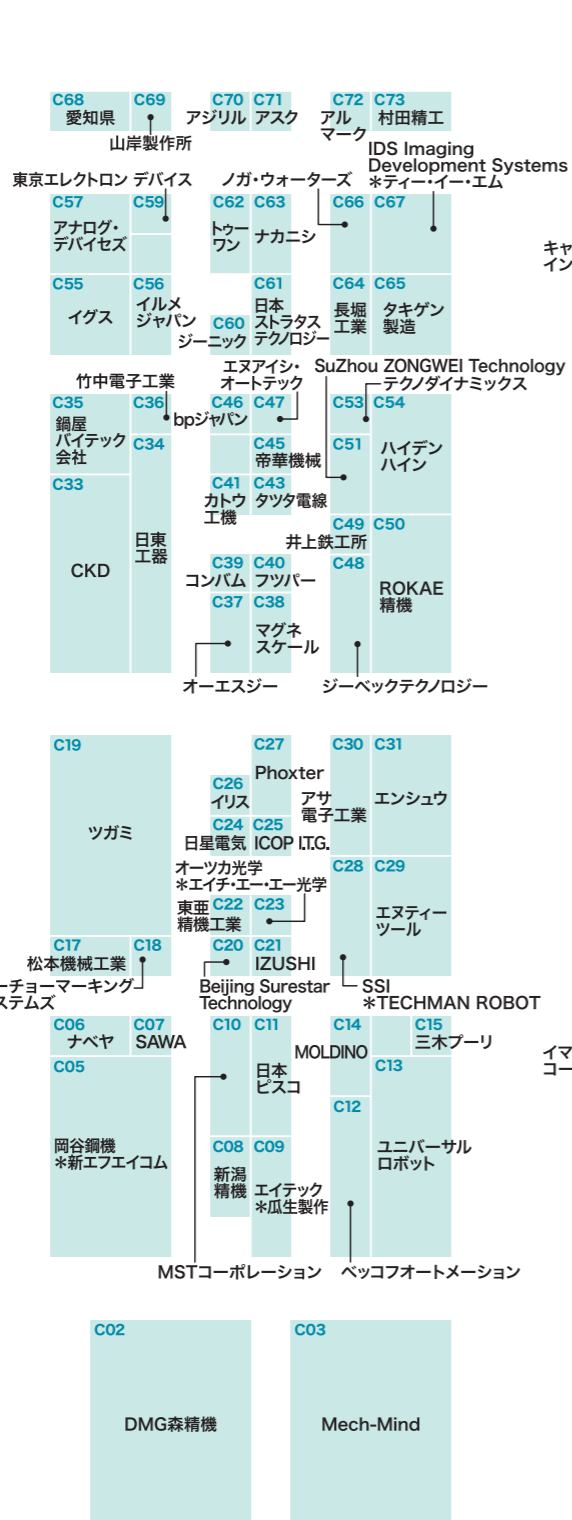 C68
愛知県
C69
山岸製作所
C70
アジリル
C71
アスク
C72
アル
マーク
C73
村田精工
IDS Imaging
Development Systems
*ティー・イー・エム
東京エレクトロン デバイス
ノガ・ウォーターズ
C57
アナログ・
デバイセズ
C59
C62
トゥー
ワン
C63
ナカニシ
C66
C67
キャ
イン
C55
イグス
C56
イルメ
ジャパン
C60
ジーニック
C61
日本
ストラタス
テクノロジー
C64
長堀
工業
C65
タキゲン
製造
エヌアイシ・
オートテック
SuZhou ZONGWEI Technology
テクノダイナミックス
竹中電子工業
C35
鍋屋
バイテック
会社
C36
C46
bpジャパン
C47
C53
C54
ハイデン
ハイン
C34
日東
工器
C45
帝華機械
C51
C33
CKD
C41
カトウ
工機
C43
タツタ電線
C49
井上鉄工所
C50
ROKAE
精機
C39
コンバム
C40
フツパー
C48
C37
C38
マグネ
スケール
オーエスジー
ジーベックテクノロジー
C19
ツガミ
C27
Phoxter
C30
アサ
電子工業
C31
エンシュウ
C26
イリス
C24
日星電気
C25
ICOP I.T.G.
オーツカ光学
*エイチ・エー・エー光学
C28
C29
エヌティー
ツール
C22
東亜
精機工業
C23
C17
松本機械工業
C18
C20
C21
IZUSHI
ーチョーマーキング
ステムズ
Beijing Surestar
Technology
SSI
*TECHMAN ROBOT
C06
ナベヤ
C07
SAWA
C10
C11
日本
ピスコ
C14
MOLDINO
C15
三木プーリ
イマ
コー
C05
岡谷鋼機
*新エフエイコム
C13
ユニバーサル
ロボット
C12
C08
新潟
精機
C09
エイテック
*瓜生製作
MSTコーポレーション
ベッコフオートメーション
C02
DMG森精機
C03
Mech-Mind